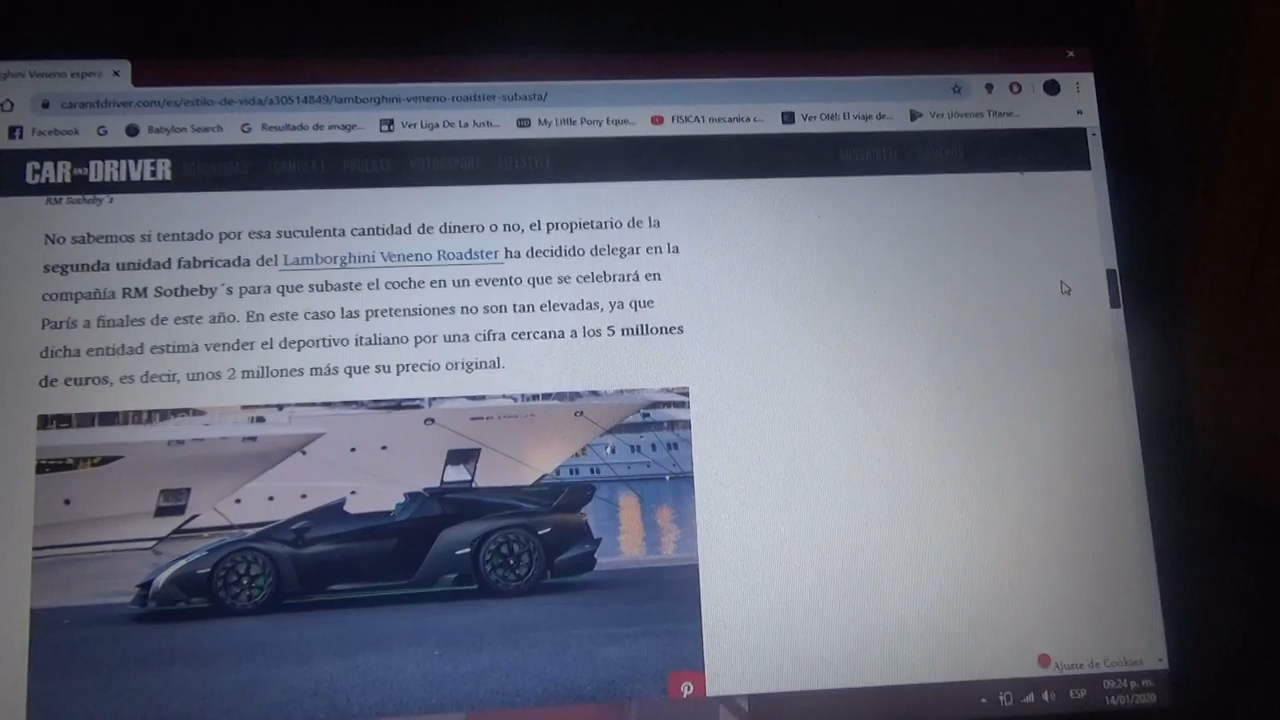 ghini Veneno espera
caranddriver.com/es/estilo-de-vida/a30514849/lamborghini-veneno-roadster-subasta/
Facebook
Babylon Search
Resultado de image...
Ver Liga De La Justi...
My Little Pony Eque...
FISICA1 mecanica c...
Ver Olé!: El viaje de...
Ver Jóvenes Titane...
»
CAR AND DRIVER
FORMULA 1 PRUEBAS MOTORSPORT LIFESTYLE
RM Sotheby´s
No sabemos si tentado por esa suculenta cantidad de dinero o no, el propietario de la
segunda unidad fabricada del Lamborghini Veneno Roadster ha decidido delegar en la
compañía RM Sotheby´s para que subaste el coche en un evento que se celebrará en
París a finales de este año. En este caso las pretensiones no son tan elevadas, ya que
dicha entidad estima vender el deportivo italiano por una cifra cercana a los 5 millones
de euros, es decir, unos 2 millones más que su precio original.
Ajuste de Cookies
ESP
09:24 p. m.
14/01/2020